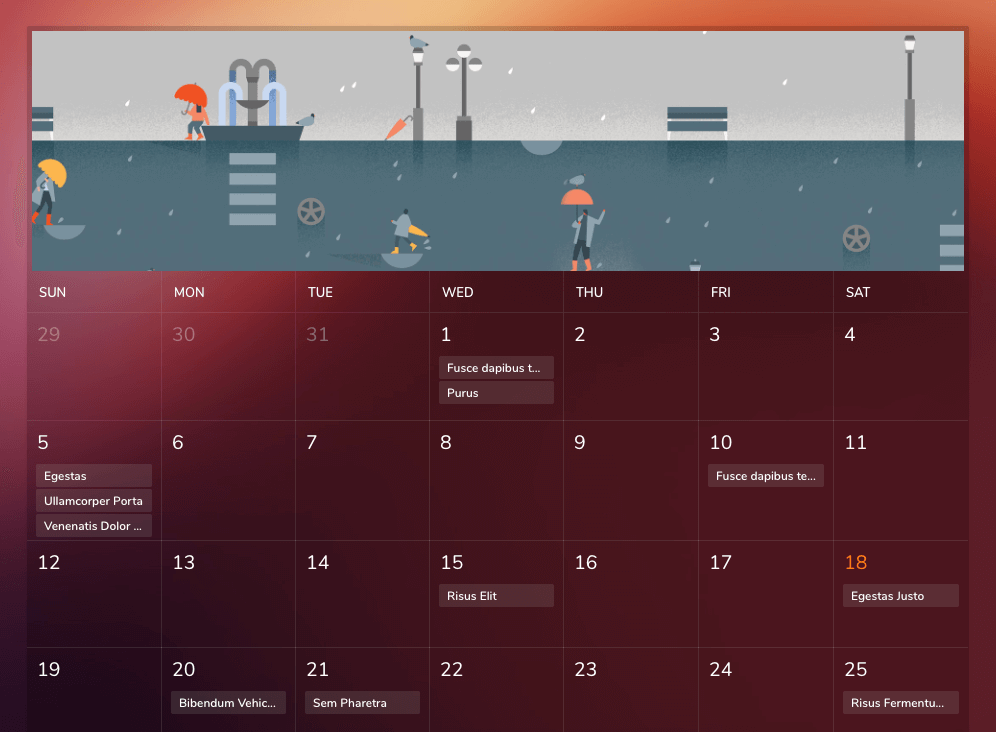 SUN MON TUE WED THU FRI SAT
29 30 31 1 2 3 4
Fusce dapibus t...
Purus
5 6 7 8 9 10 11
Egestas Fusce dapibus te...
Ullamcorper Porta
Venenatis Dolor ...
12 13 14 15 16 17 18
Risus Elit Egestas Justo
19 20 21 22 23 24 25
Bibendum Vehic... Sem Pharetra Risus Fermentu...